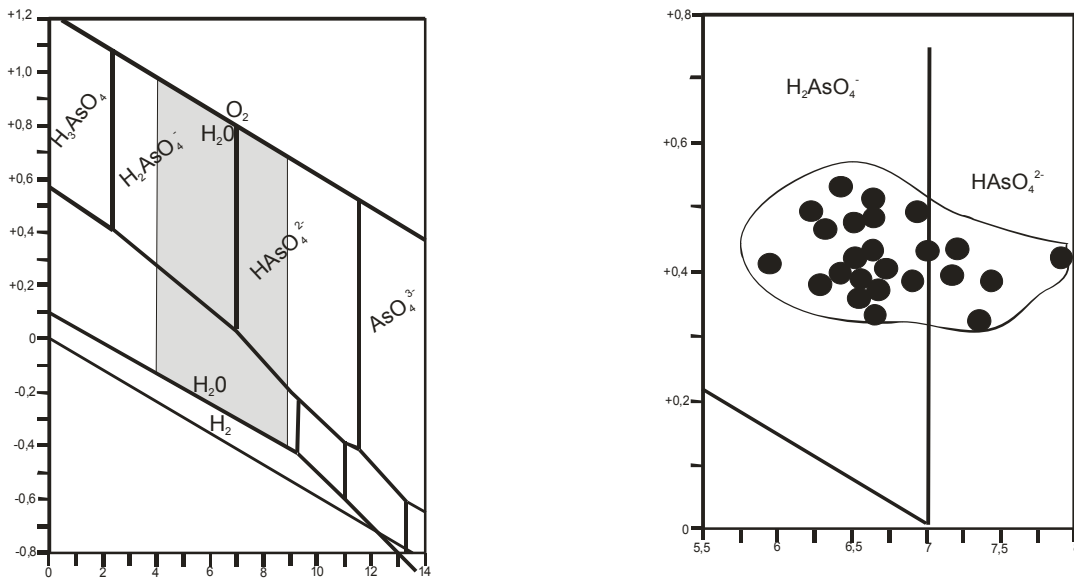 +1,2
+1,0
+0,8
+0,6
+0,4
+0,2
0
-0,2
-0,4
-0,6
-0,8
0
2
4
6
8
10
12
14
H₃AsO₄
H₂AsO₄⁻
O₂
H₂0
HAsO₄²⁻
AsO₄³⁻
H₂0
H₂
+0,8
+0,6
+0,4
+0,2
0
5,5
6
6,5
7
7,5
H₂AsO₄⁻
HAsO₄²⁻